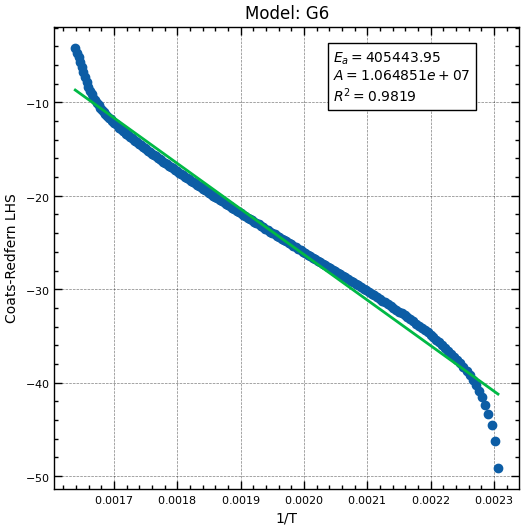 Model: G6
E_a = 405443.95
A = 1.064851e + 07
R^2 = 0.9819
Coats-Redfern LHS
−10
−20
−30
−40
−50
0.0017 0.0018 0.0019 0.0020 0.0021 0.0022 0.0023
1/T